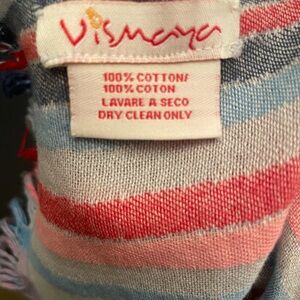 Vismaya
100% COTTON/
100% COTON
LAVARE A SECO
DRY CLEAN ONLY